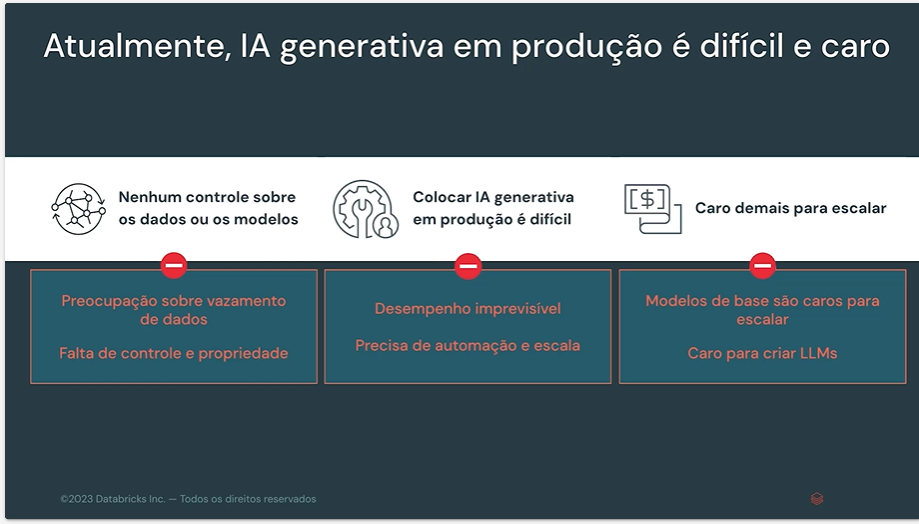 Atualmente, IA generativa em produção é difícil e caro
Nenhum controle sobre
os dados ou os modelos
Colocar IA generativa
em produção é difícil
[$]
Caro demais para escalar
Preocupação sobre vazamento
de dados
Falta de controle e propriedade
Desempenho imprevisível
Precisa de automação e escala
Modelos de base são caros para
escalar
Caro para criar LLMs
©2023 Databricks Inc. — Todos os direitos reservados